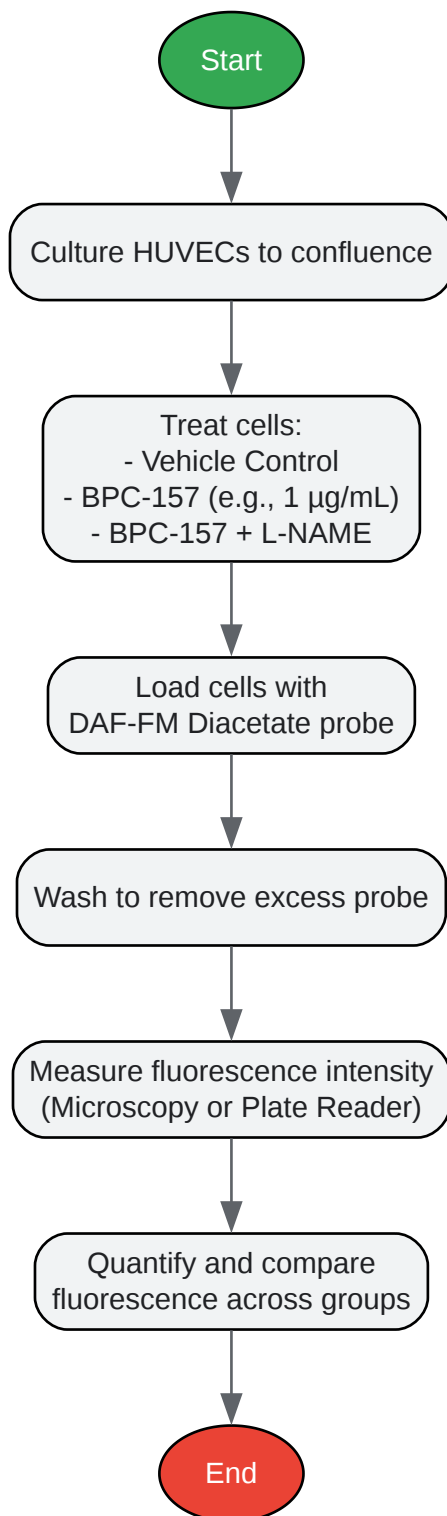 Start
Culture HUVECs to confluence
Treat cells:
- Vehicle Control
- BPC-157 (e.g., 1 µg/mL)
- BPC-157 + L-NAME
Load cells with
DAF-FM Diacetate probe
Wash to remove excess probe
Measure fluorescence intensity
(Microscopy or Plate Reader)
Quantify and compare
fluorescence across groups
End